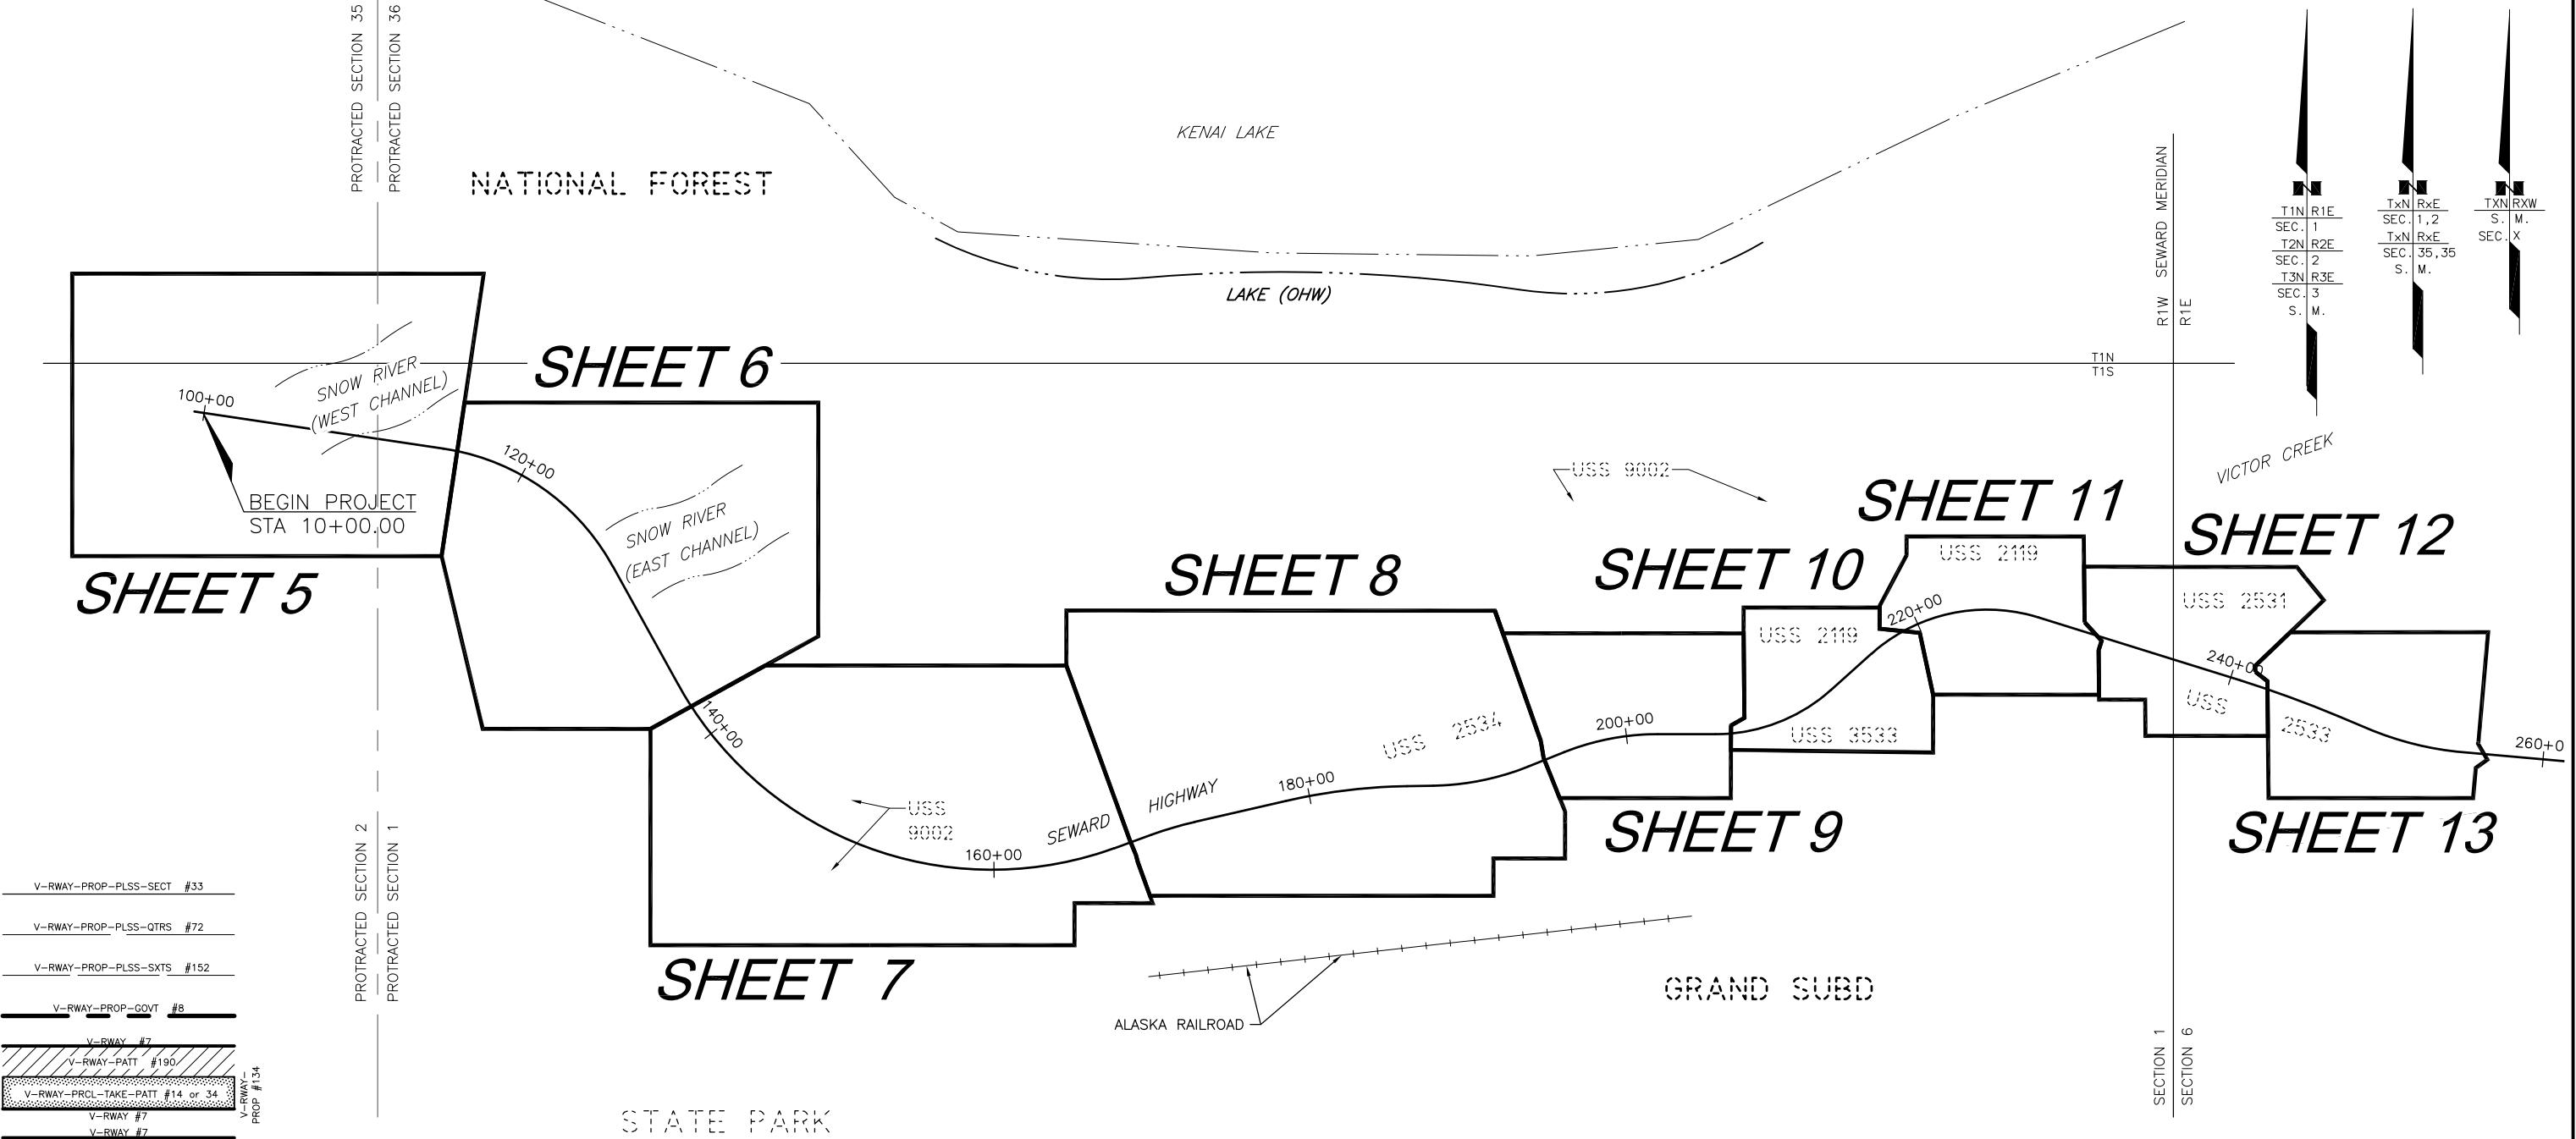 PROTRACTED SECTION 35
PROTRACTED SECTION 36
NATIONAL FOREST
KENAI LAKE
LAKE (OHW)
R1W SEWARD MERIDIAN
R1E
T1N R1E
SEC. 1
T2N R2E
SEC. 2
T3N R3E
SEC. 3
S. M.
TxN RxE
SEC. 1,2
TxN RxE
SEC. 35,35
S. M.
TXN RXW
S. M.
SEC. X
T1N
T1S
SHEET 6
SNOW RIVER
(WEST CHANNEL)
100+00
BEGIN PROJECT
STA 10+00.00
SHEET 5
120+00
SNOW RIVER
(EAST CHANNEL)
USS 9002
VICTOR CREEK
SHEET 11
SHEET 12
SHEET 10
SHEET 8
USS 2119
USS 2119
220+00
USS 2531
240+00
USS
2533
260+0
140+00
USS 2534
200+00
USS 3533
180+00
SEWARD HIGHWAY
USS
9002
160+00
SHEET 9
SHEET 13
SHEET 7
PROTRACTED SECTION 2
PROTRACTED SECTION 1
ALASKA RAILROAD
GRAND SUBD
SECTION 1
SECTION 6
STATE PARK
V-RWAY-PROP-PLSS-SECT #33
V-RWAY-PROP-PLSS-QTRS #72
V-RWAY-PROP-PLSS-SXTS #152
V-RWAY-PROP-GOVT #8
V-RWAY #7
V-RWAY-PATT #190
V-RWAY-PRCL-TAKE-PATT #14 or 34
V-RWAY-
PROP #134
V-RWAY #7
V-RWAY #7